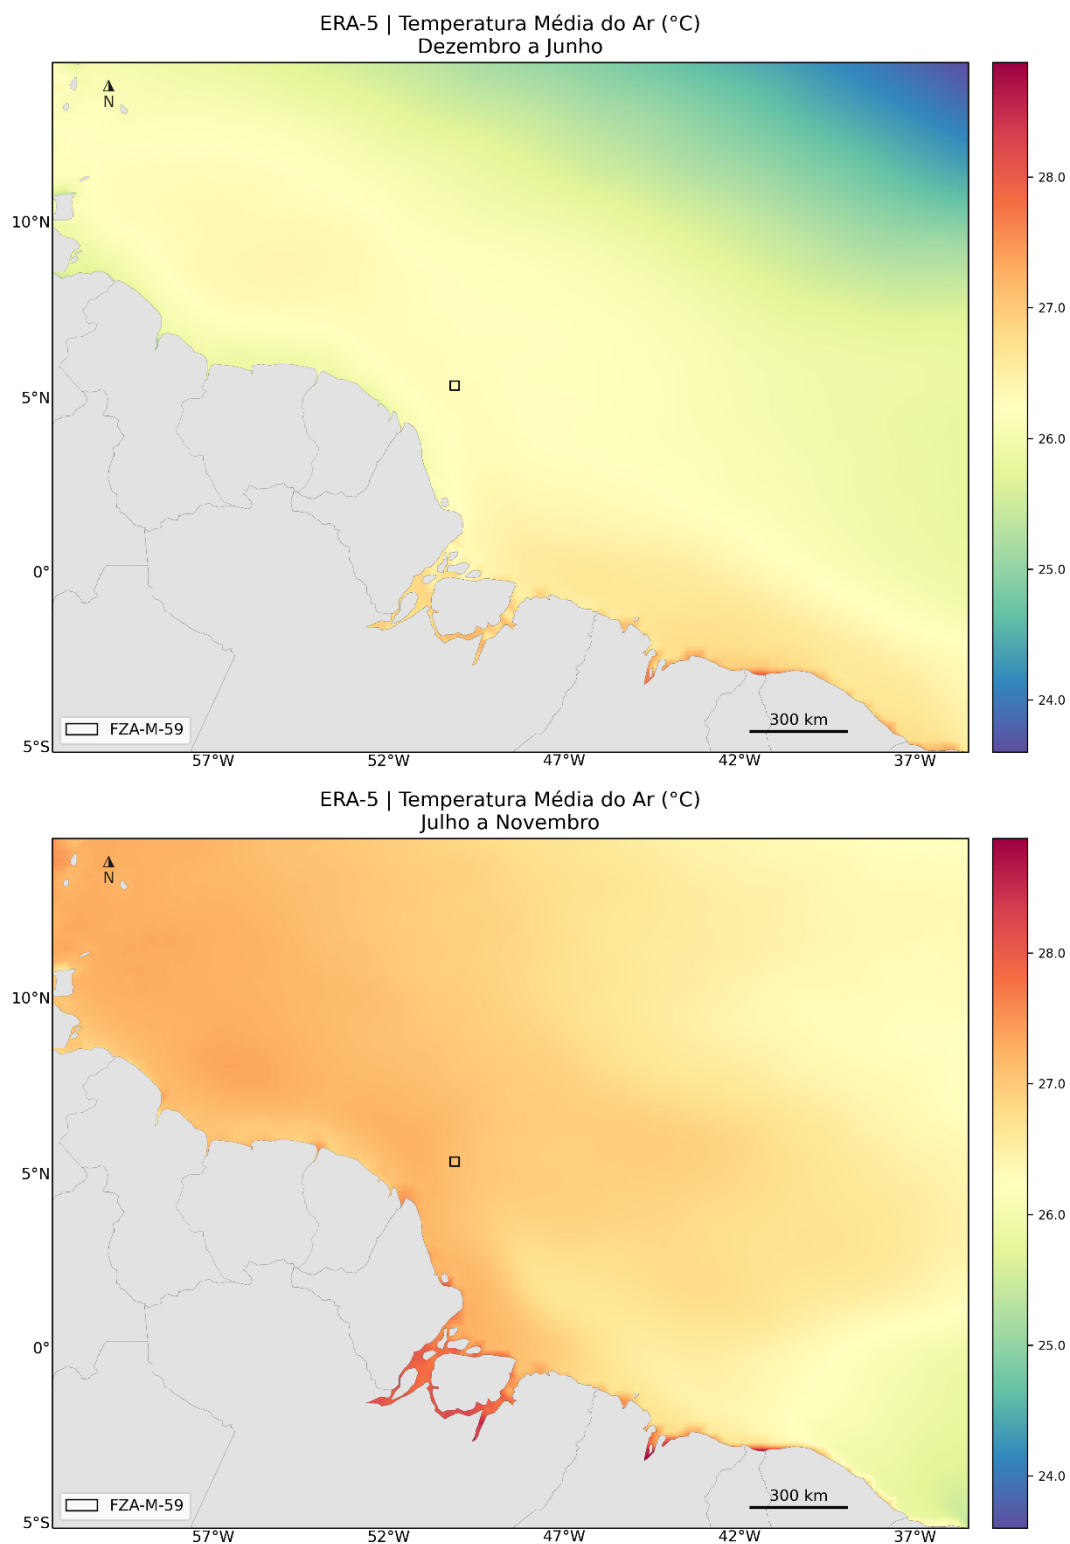 ERA-5 | Temperatura Média do Ar (°C)
Dezembro a Junho
N
10°N
5°N
0°
5°S
57°W
52°W
47°W
42°W
37°W
FZA-M-59
300 km
28.0
27.0
26.0
25.0
24.0
ERA-5 | Temperatura Média do Ar (°C)
Julho a Novembro
N
10°N
5°N
0°
5°S
57°W
52°W
47°W
42°W
37°W
FZA-M-59
300 km
28.0
27.0
26.0
25.0
24.0